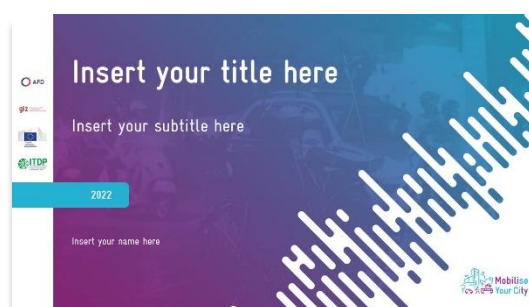 Insert your title here
AFD
giz
Insert your subtitle here
ITDP
2022
Insert your name here
Mobilise
Your City